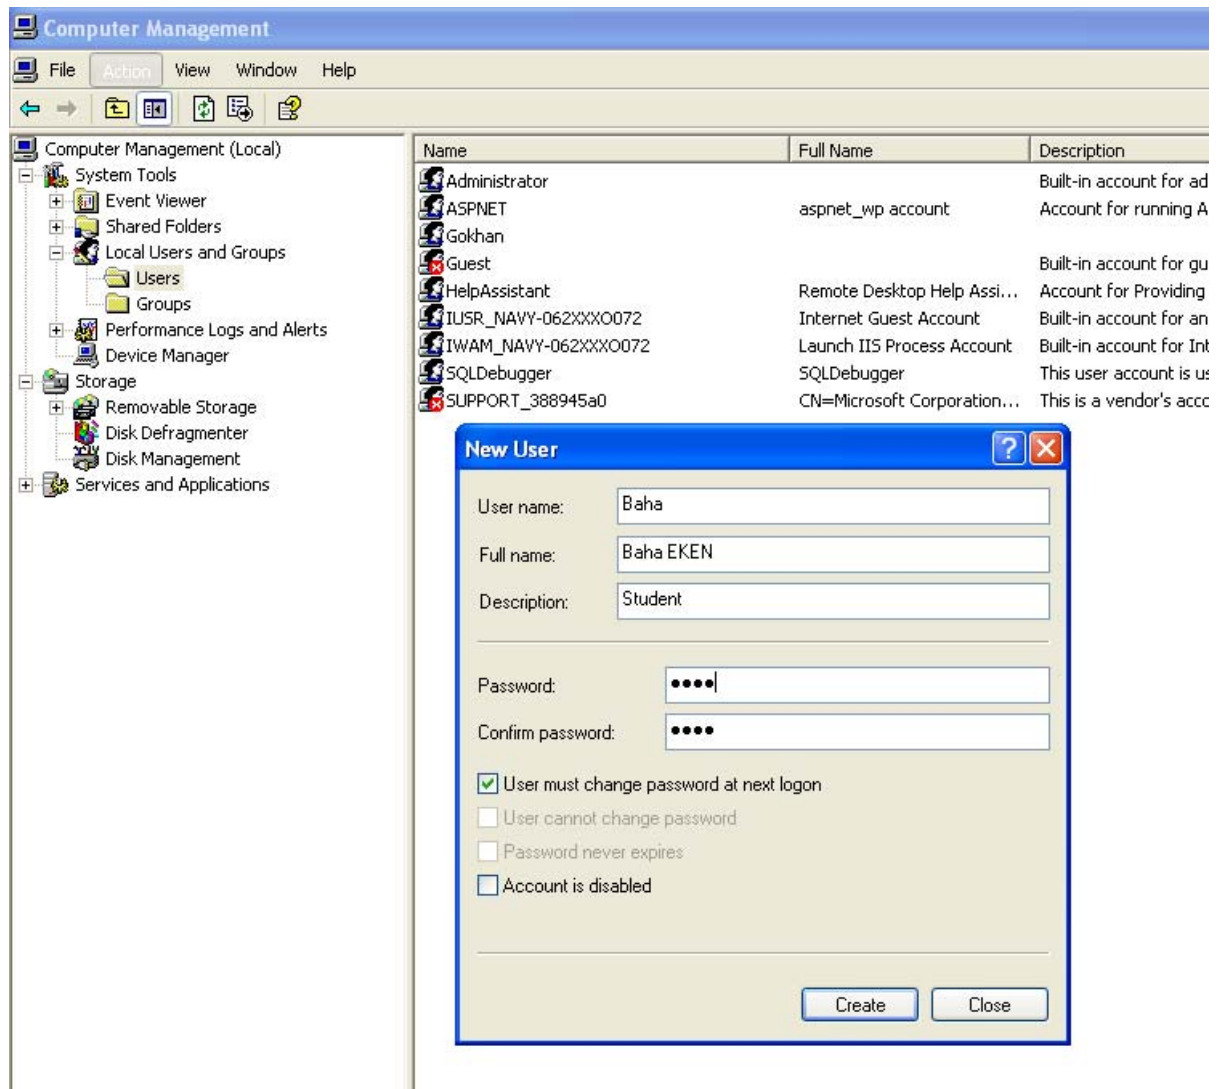 Computer Management
File Action View Window Help
Computer Management (Local)
System Tools
Event Viewer
Shared Folders
Local Users and Groups
Users
Groups
Performance Logs and Alerts
Device Manager
Storage
Removable Storage
Disk Defragmenter
Disk Management
Services and Applications
Name Full Name Description
Administrator Built-in account for ad
ASPNET aspnet_wp account Account for running A
Gokhan
Guest Built-in account for gu
HelpAssistant Remote Desktop Help Assi... Account for Providing
IUSR_NAVY-062XXXO072 Internet Guest Account Built-in account for an
IWAM_NAVY-062XXXO072 Launch IIS Process Account Built-in account for Int
SQLDebugger SQLDebugger This user account is us
SUPPORT_388945a0 CN=Microsoft Corporation... This is a vendor's acco
New User
User name: Baha
Full name: Baha EKEN
Description: Student
Password: ••••
Confirm password: ••••
User must change password at next logon
User cannot change password
Password never expires
Account is disabled
Create Close